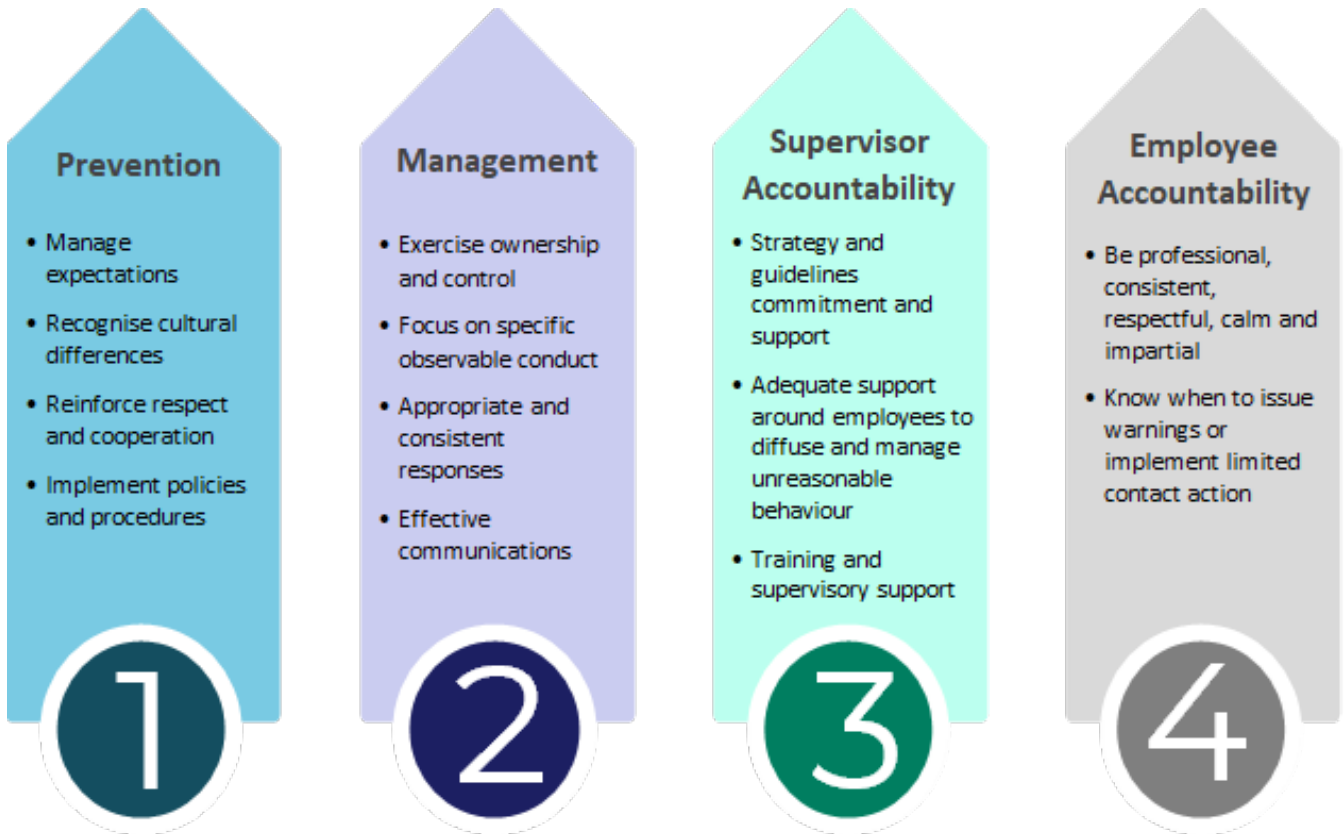 Prevention
• Manage
expectations
• Recognise cultural
differences
• Reinforce respect
and cooperation
• Implement policies
and procedures
1
Management
• Exercise ownership
and control
• Focus on specific
observable conduct
• Appropriate and
consistent
responses
• Effective
communications
2
Supervisor
Accountability
• Strategy and
guidelines
commitment and
support
• Adequate support
around employees to
diffuse and manage
unreasonable
behaviour
• Training and
supervisory support
3
Employee
Accountability
• Be professional,
consistent,
respectful, calm and
impartial
• Know when to issue
warnings or
implement limited
contact action
4